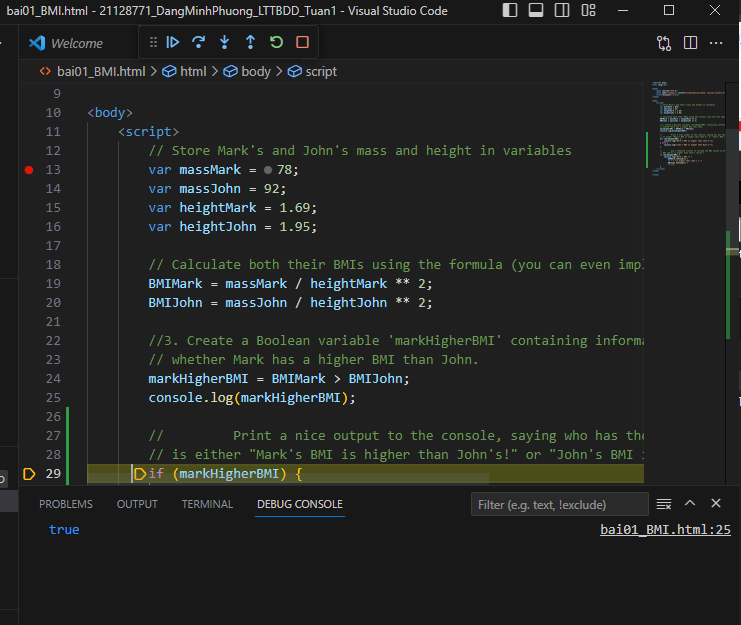 bai01_BMI.html - 21128771_DangMinhPhuong_LTTBDD_Tuan1 - Visual Studio Code
Welcome
bai01_BMI.html > html > body > script
9
10 <body>
11 <script>
12 // Store Mark's and John's mass and height in variables
13 var massMark = 78;
14 var massJohn = 92;
15 var heightMark = 1.69;
16 var heightJohn = 1.95;
17
18 // Calculate both their BMIs using the formula (you can even impl
19 BMIMark = massMark / heightMark ** 2;
20 BMIJohn = massJohn / heightJohn ** 2;
21
22 //3. Create a Boolean variable 'markHigherBMI' containing informa
23 // whether Mark has a higher BMI than John.
24 markHigherBMI = BMIMark > BMIJohn;
25 console.log(markHigherBMI);
26
27 // Print a nice output to the console, saying who has the
28 // is either "Mark's BMI is higher than John's!" or "John's BMI i
29 if (markHigherBMI) {
PROBLEMS OUTPUT TERMINAL DEBUG CONSOLE Filter (e.g. text, !exclude)
true bai01_BMI.html:25